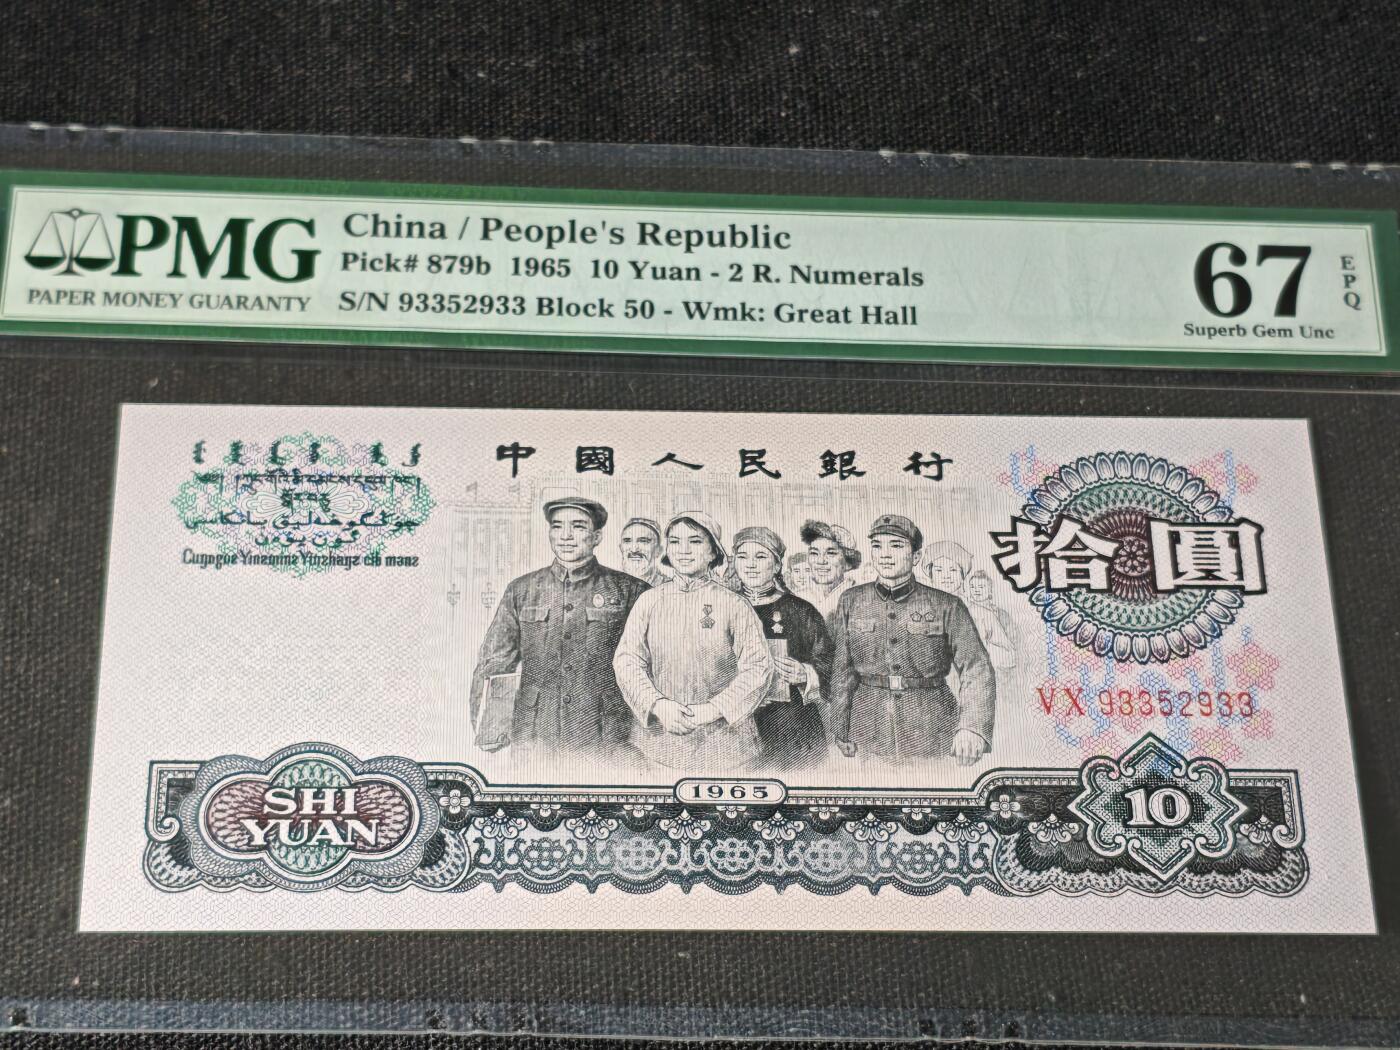 PMG
PAPER MONEY GUARANTY
China / People's Republic
Pick# 879b 1965 10 Yuan - 2 R. Numerals
S/N 93352933 Block 50 - Wmk: Great Hall
67
EPQ
Superb Gem Unc
中國人民銀行
拾圓
VX 93352933
1965
SHI
YUAN
10